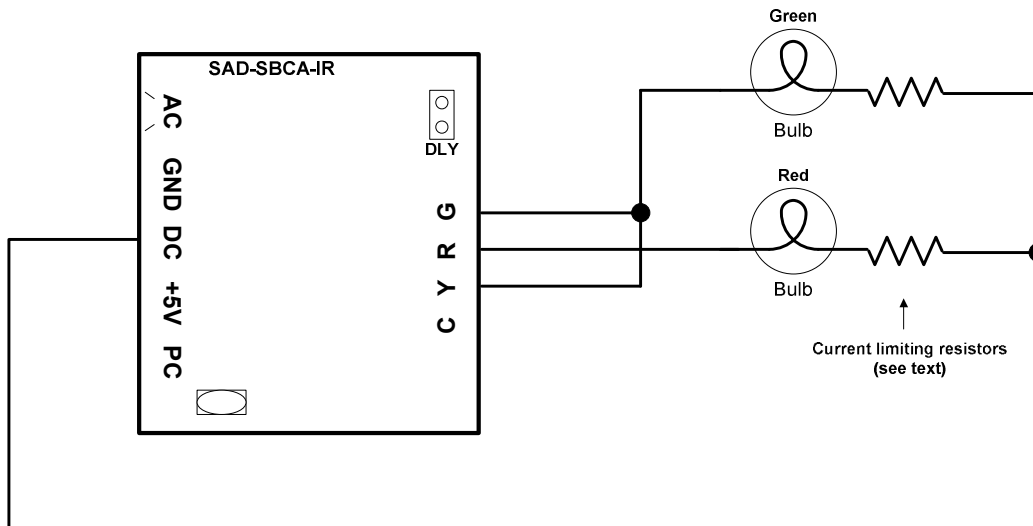 Green
SAD-SBCA-IR
AC
GND
DC
+5V
PC
DLY
G
R
Y
C
Bulb
Red
Bulb
Current limiting resistors
(see text)